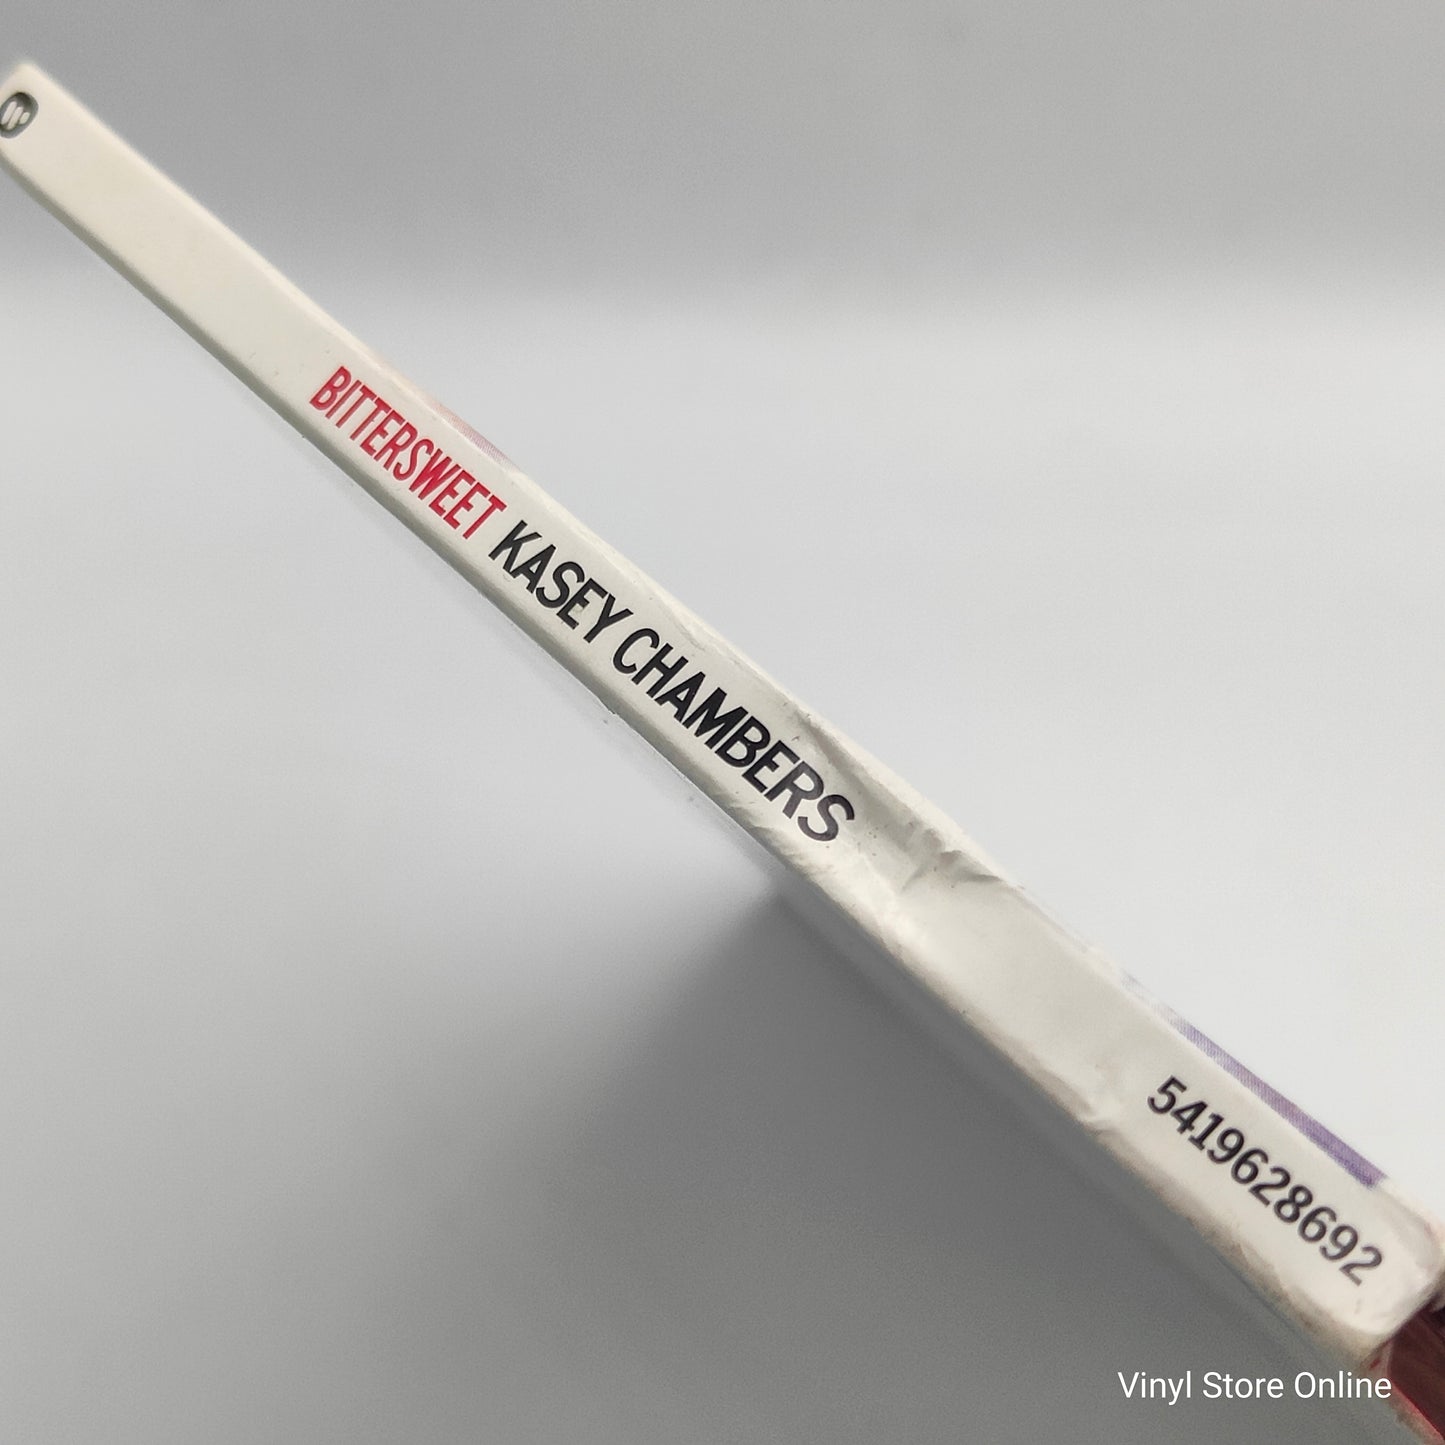 BITTERSWEET KASEY CHAMBERS
5419628692
Vinyl Store Online